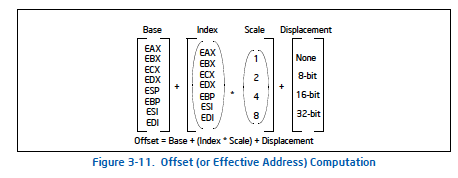 Base Index Scale Displacement
EAX
EBX
ECX
EDX
ESP
EBP
ESI
EDI
+
EAX
EBX
ECX
EDX
EBP
ESI
EDI
*
1
2
4
8
+
None
8-bit
16-bit
32-bit
Offset = Base + (Index * Scale) + Displacement
Figure 3-11. Offset (or Effective Address) Computation